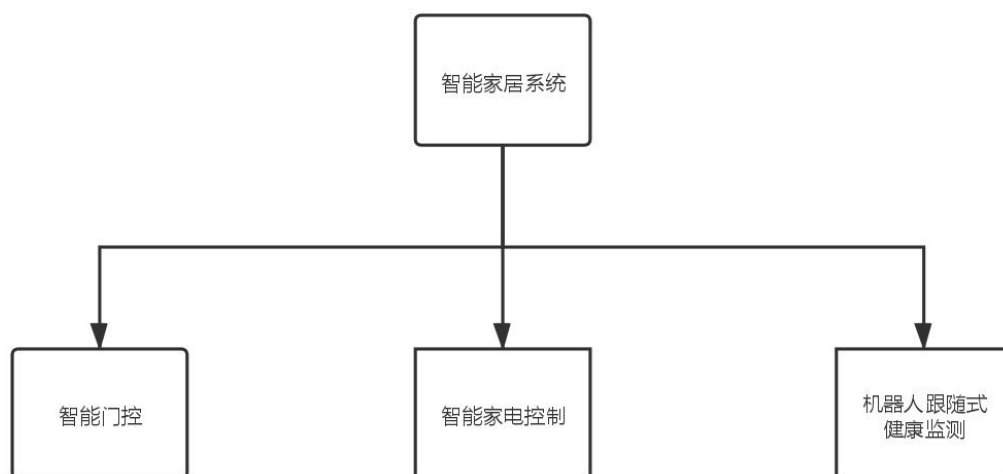 智能家居系统
智能门控
智能家电控制
机器人跟随式
健康监测